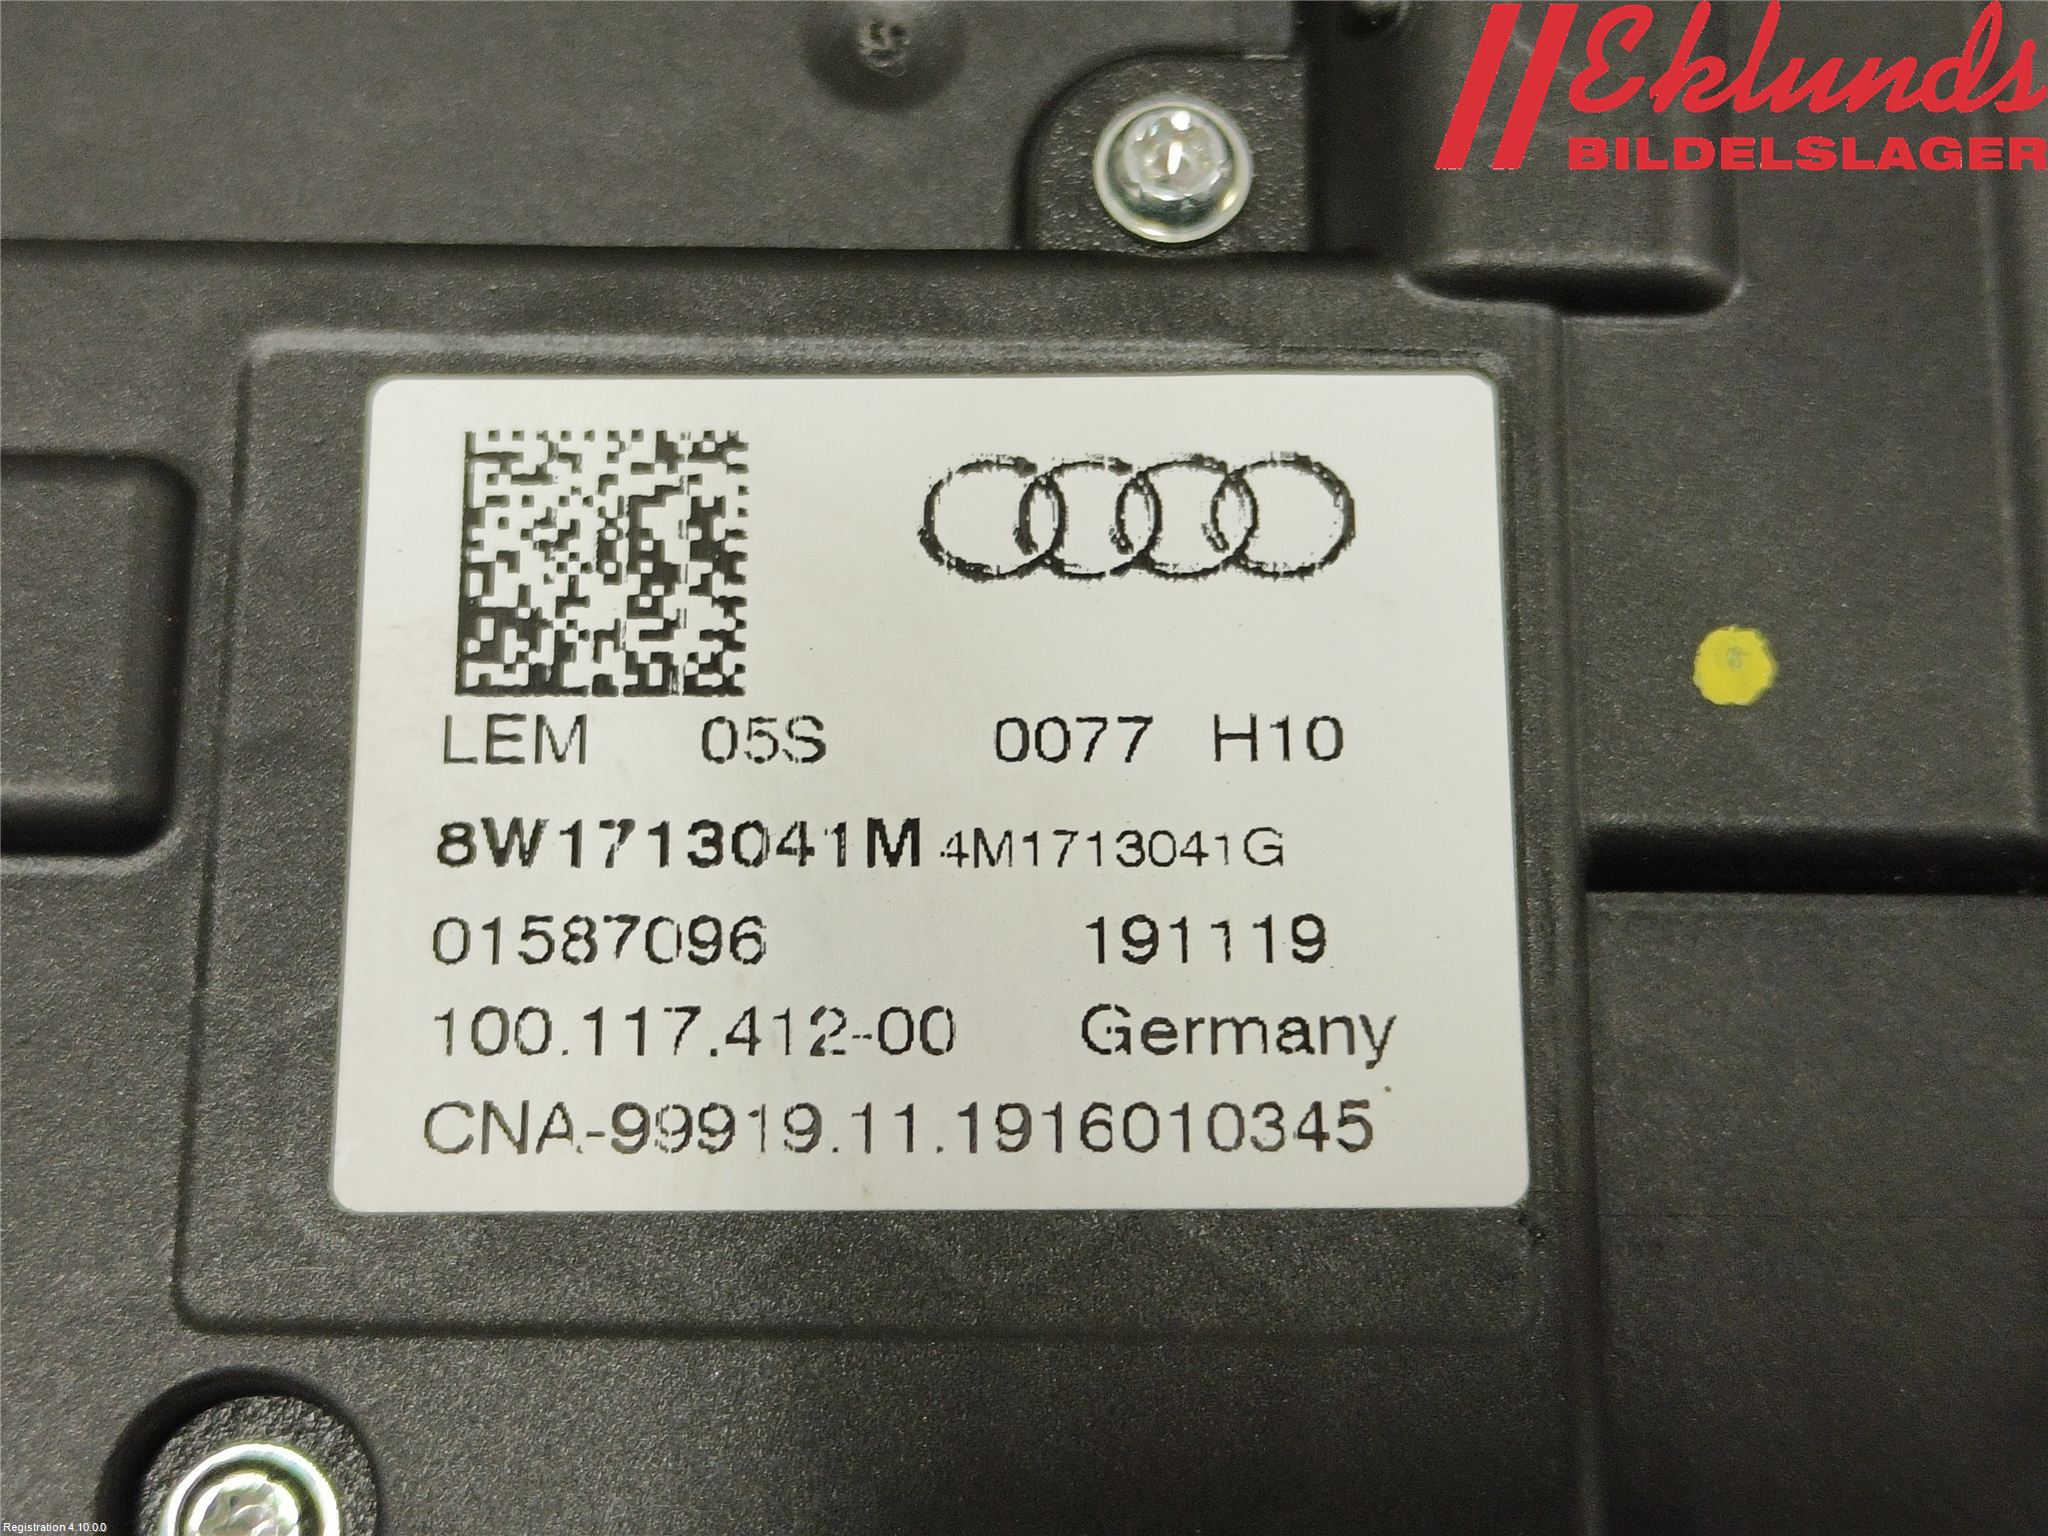 Eklunds
BILDELSLAGER
LEM 05S 0077 H10
8W1713041M 4M1713041G
01587096 191119
100.117.412-00 Germany
CNA-99919.11.1916010345
Registration 4.10.0.0